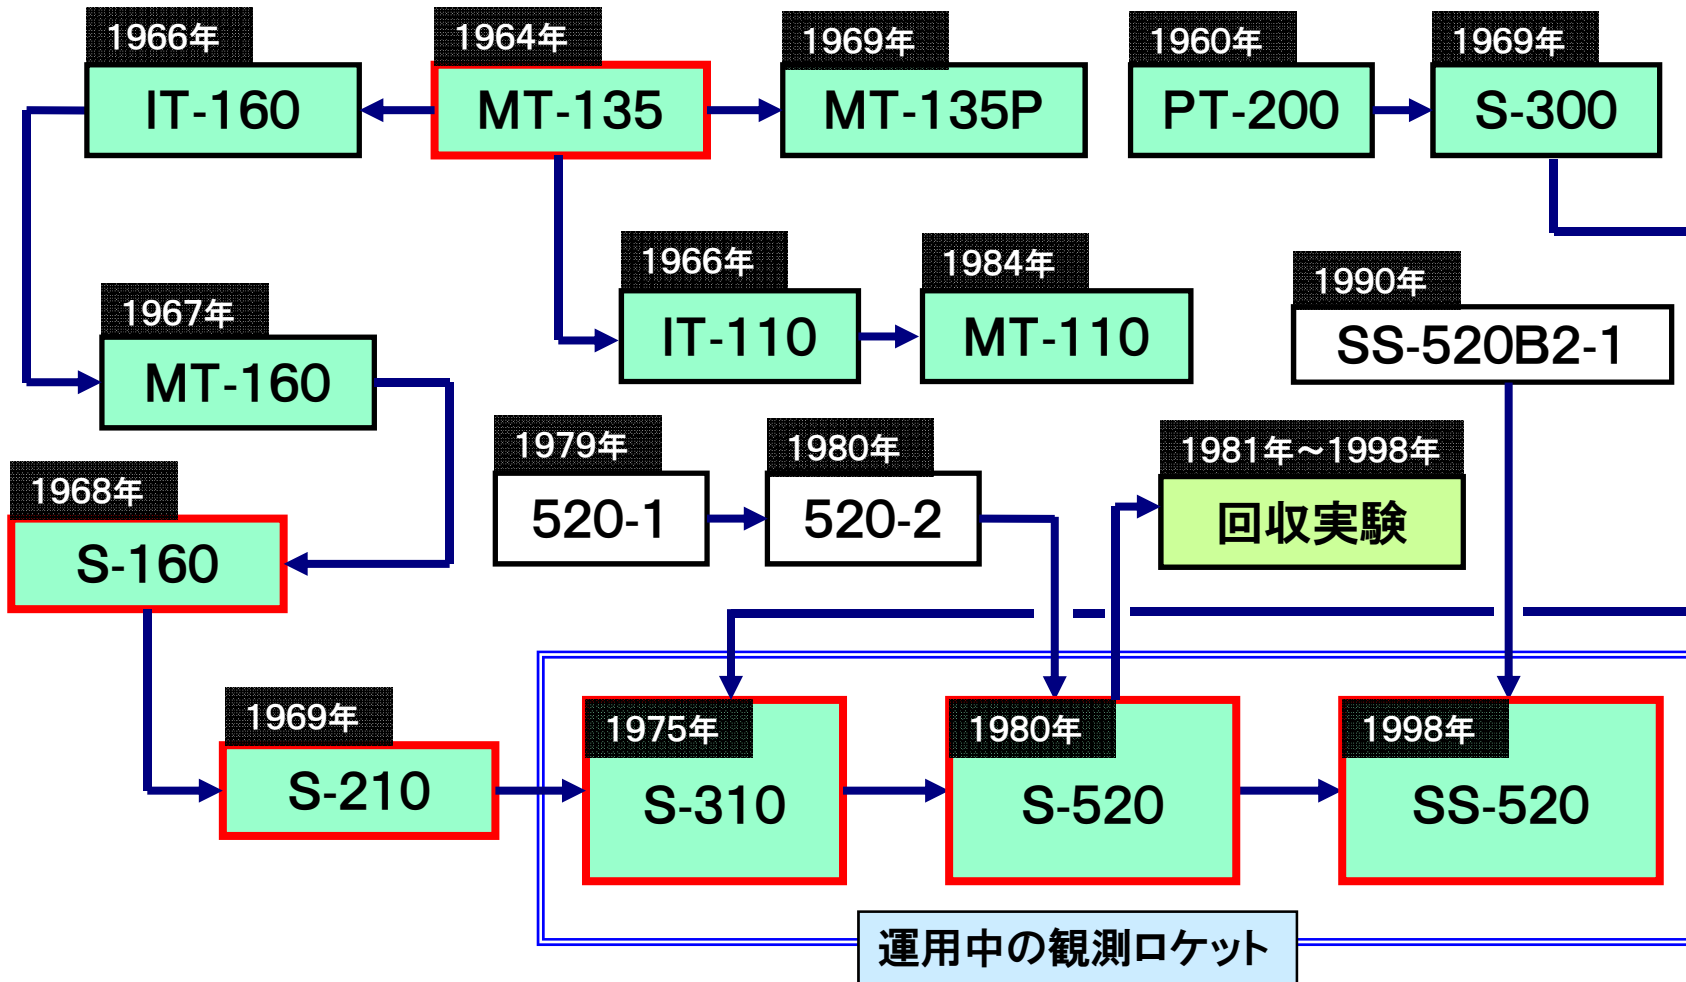 1966年
IT-160
1964年
MT-135
1969年
MT-135P
1960年
PT-200
1969年
S-300
1966年
IT-110
1984年
MT-110
1990年
SS-520B2-1
1967年
MT-160
1979年
520-1
1980年
520-2
1981年～1998年
回収実験
1968年
S-160
1969年
S-210
1975年
S-310
1980年
S-520
1998年
SS-520
運用中の観測ロケット